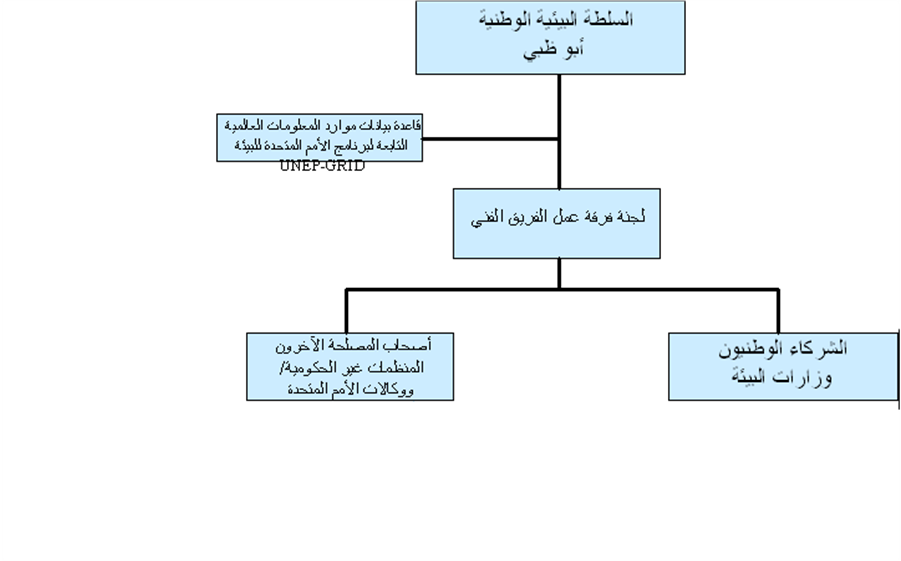 السلطة البيئية الوطنية
أبو ظبي
قاعدة بيانات موارد المعلومات العالمية
التابعة لبرنامج الأمم المتحدة للبيئة
UNEP-GRID
لجنة فرقة عمل الفريق الفني
الشركاء الوطنيون
وزارات البيئة
أصحاب المصلحة الآخرون
المنظمات غير الحكومية/
ووكالات الأمم المتحدة